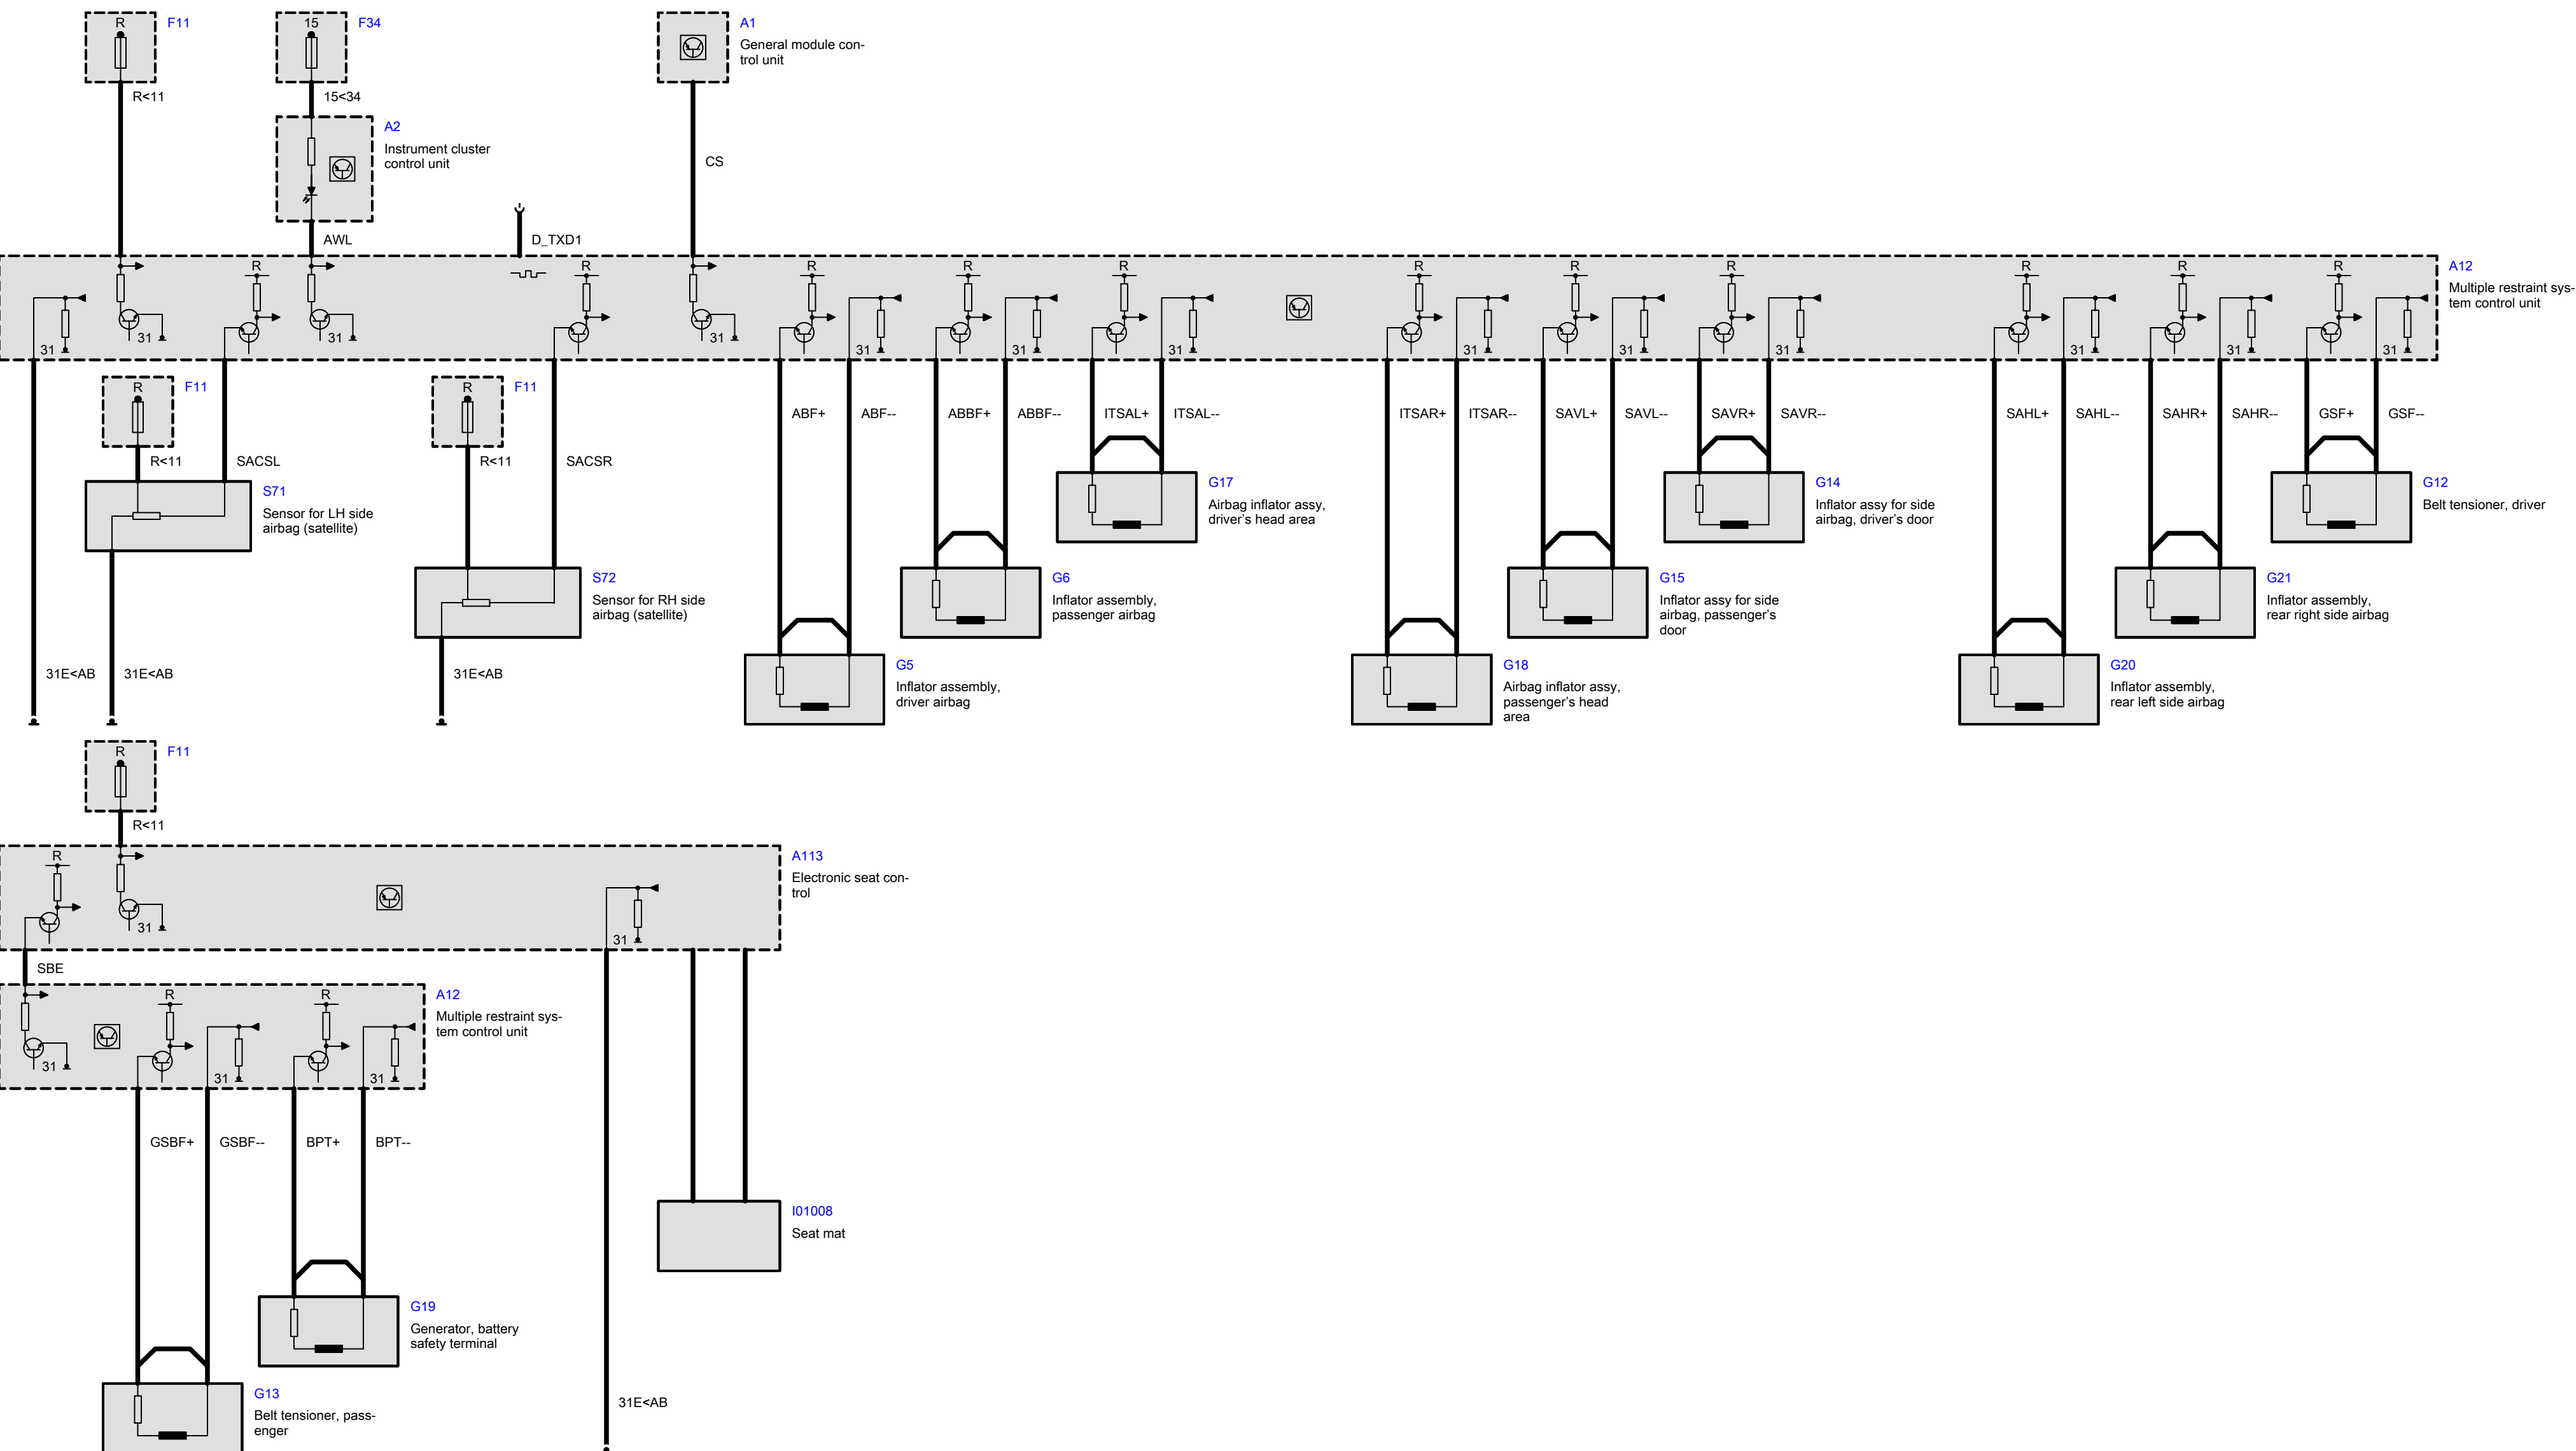 R F11 15 F34 A1
General module con-
trol unit
R<11 15<34
A2
Instrument cluster
control unit
CS
AWL D_TXD1
R R R R R R R R R R R
A12
Multiple restraint sys-
tem control unit
31 31 31 31
31 31 31 31 31 31 31 31 31 31
R F11 R F11
ABF+ ABF-- ABBF+ ABBF-- ITSAL+ ITSAL-- ITSAR+ ITSAR-- SAVL+ SAVL-- SAVR+ SAVR-- SAHL+ SAHL-- SAHR+ SAHR-- GSF+ GSF--
R<11 SACSL R<11 SACSR
S71
Sensor for LH side
airbag (satellite)
G17
Airbag inflator assy,
driver's head area
G14
Inflator assy for side
airbag, driver's door
G12
Belt tensioner, driver
S72
Sensor for RH side
airbag (satellite)
G6
Inflator assembly,
passenger airbag
G15
Inflator assy for side
airbag, passenger's
door
G21
Inflator assembly,
rear right side airbag
31E<AB 31E<AB 31E<AB
G5
Inflator assembly,
driver airbag
G18
Airbag inflator assy,
passenger's head
area
G20
Inflator assembly,
rear left side airbag
R F11
R<11
R
A113
Electronic seat con-
trol
31 31
SBE
R R
A12
Multiple restraint sys-
tem control unit
31 31 31
GSBF+ GSBF-- BPT+ BPT--
I01008
Seat mat
G19
Generator, battery
safety terminal
G13
Belt tensioner, pass-
enger
31E<AB